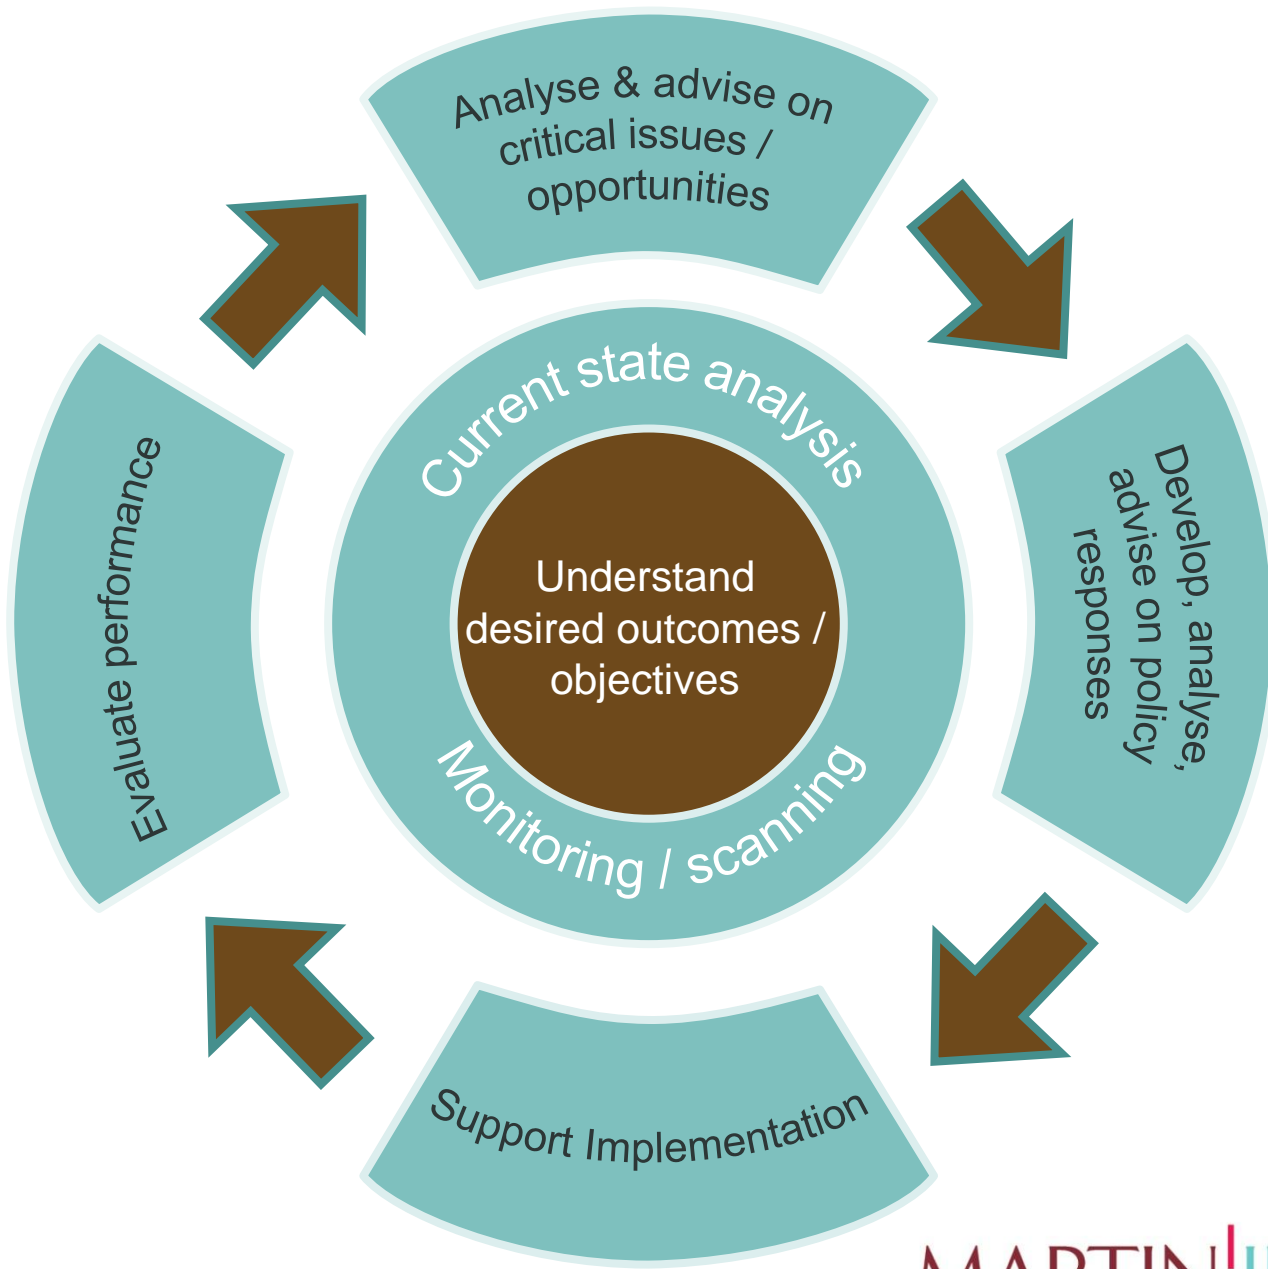 Analyse & advise on
critical issues /
opportunities
Current state analysis
Understand
desired outcomes /
objectives
Monitoring / scanning
Develop, analyse,
advise on policy
responses
Support Implementation
Evaluate performance
MARTIN